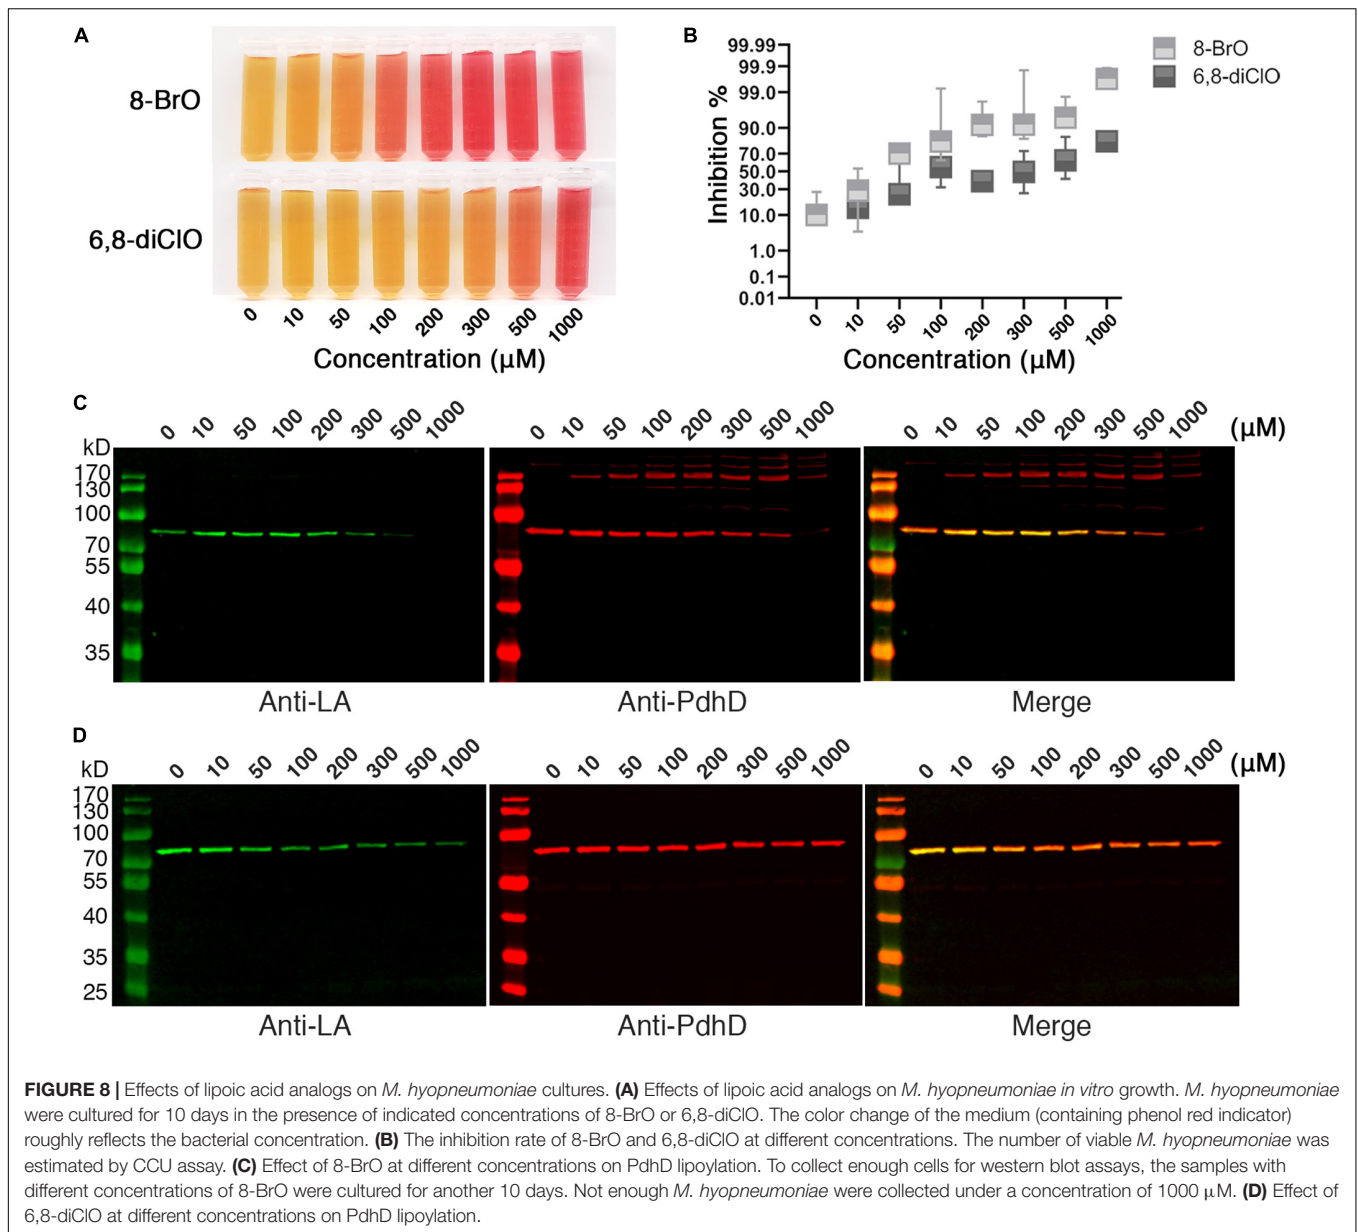 A
8-BrO
6,8-diClO
0 10 50 100 200 300 500 1000
Concentration (μM)
B
Inhibition %
99.99
99.9
99.0
90.0
70.0
50.0
30.0
10.0
1.0
0.1
0.01
0 10 50 100 200 300 500 1000
Concentration (μM)
8-BrO
6,8-diClO
C
0 10 50 100 200 300 500 1000 0 10 50 100 200 300 500 1000 0 10 50 100 200 300 500 1000 (μM)
kD
170
130
100
70
55
40
35
Anti-LA Anti-PdhD Merge
D
0 10 50 100 200 300 500 1000 0 10 50 100 200 300 500 1000 0 10 50 100 200 300 500 1000 (μM)
kD
170
130
100
70
55
40
35
25
Anti-LA Anti-PdhD Merge
FIGURE 8 | Effects of lipoic acid analogs on M. hyopneumoniae cultures. (A) Effects of lipoic acid analogs on M. hyopneumoniae in vitro growth. M. hyopneumoniae
were cultured for 10 days in the presence of indicated concentrations of 8-BrO or 6,8-diClO. The color change of the medium (containing phenol red indicator)
roughly reflects the bacterial concentration. (B) The inhibition rate of 8-BrO and 6,8-diClO at different concentrations. The number of viable M. hyopneumoniae was
estimated by CCU assay. (C) Effect of 8-BrO at different concentrations on PdhD lipoylation. To collect enough cells for western blot assays, the samples with
different concentrations of 8-BrO were cultured for another 10 days. Not enough M. hyopneumoniae were collected under a concentration of 1000 μM. (D) Effect of
6,8-diClO at different concentrations on PdhD lipoylation.